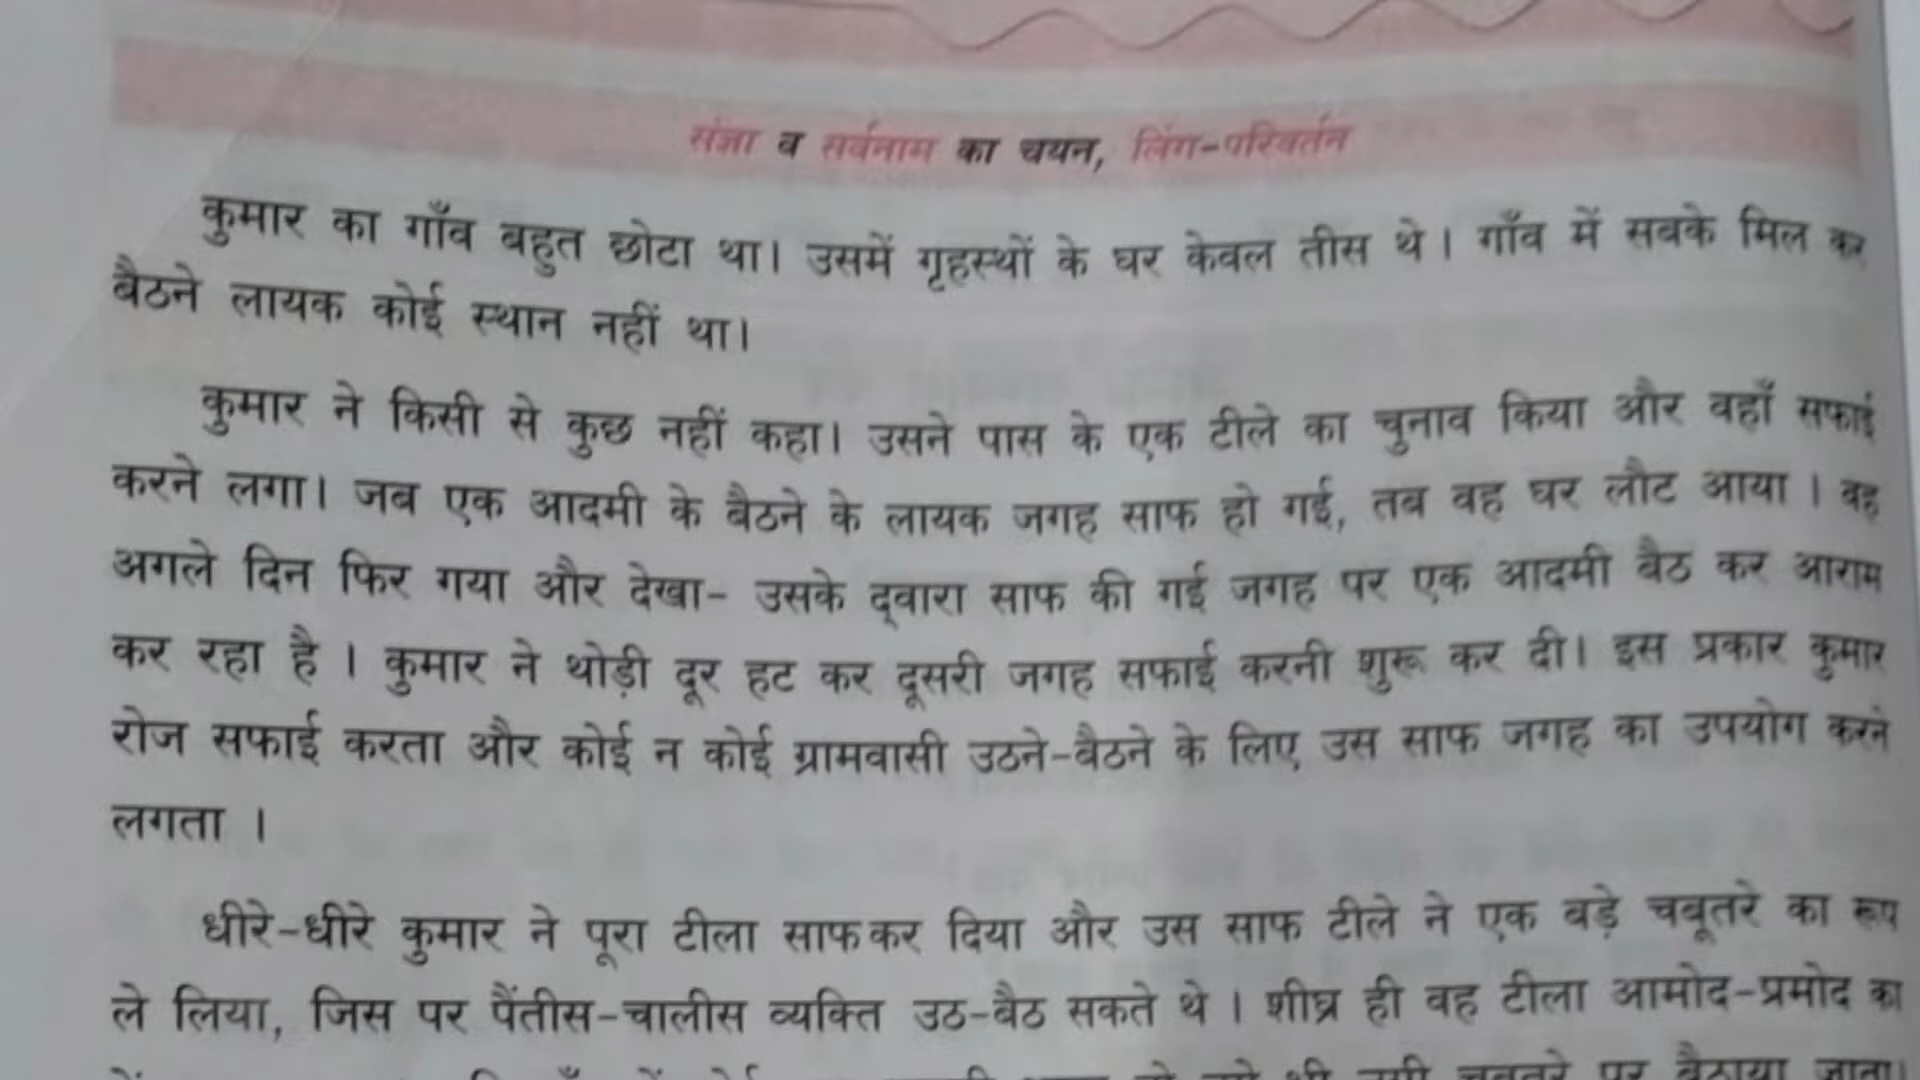 संज्ञा व सर्वनाम का चयन, लिंग-परिवर्तन
कुमार का गाँव बहुत छोटा था। उसमें गृहस्थों के घर केवल तीस थे । गाँव में सबके मिल कर
बैठने लायक कोई स्थान नहीं था।
कुमार ने किसी से कुछ नहीं कहा। उसने पास के एक टीले का चुनाव किया और वहाँ सफाई
करने लगा। जब एक आदमी के बैठने के लायक जगह साफ हो गई, तब वह घर लौट आया । वह
अगले दिन फिर गया और देखा- उसके द्‌वारा साफ की गई जगह पर एक आदमी बैठ कर आराम
कर रहा है । कुमार ने थोड़ी दूर हट कर दूसरी जगह सफाई करनी शुरू कर दी। इस प्रकार कुमार
रोज सफाई करता और कोई न कोई ग्रामवासी उठने-बैठने के लिए उस साफ जगह का उपयोग करने
लगता ।
धीरे-धीरे कुमार ने पूरा टीला साफकर दिया और उस साफ टीले ने एक बड़े चबूतरे का रूप
ले लिया, जिस पर पैंतीस-चालीस व्यक्ति उठ-बैठ सकते थे । शीघ्र ही वह टीला आमोद-प्रमोद का
चबूतरे पर बैठाया जाता।